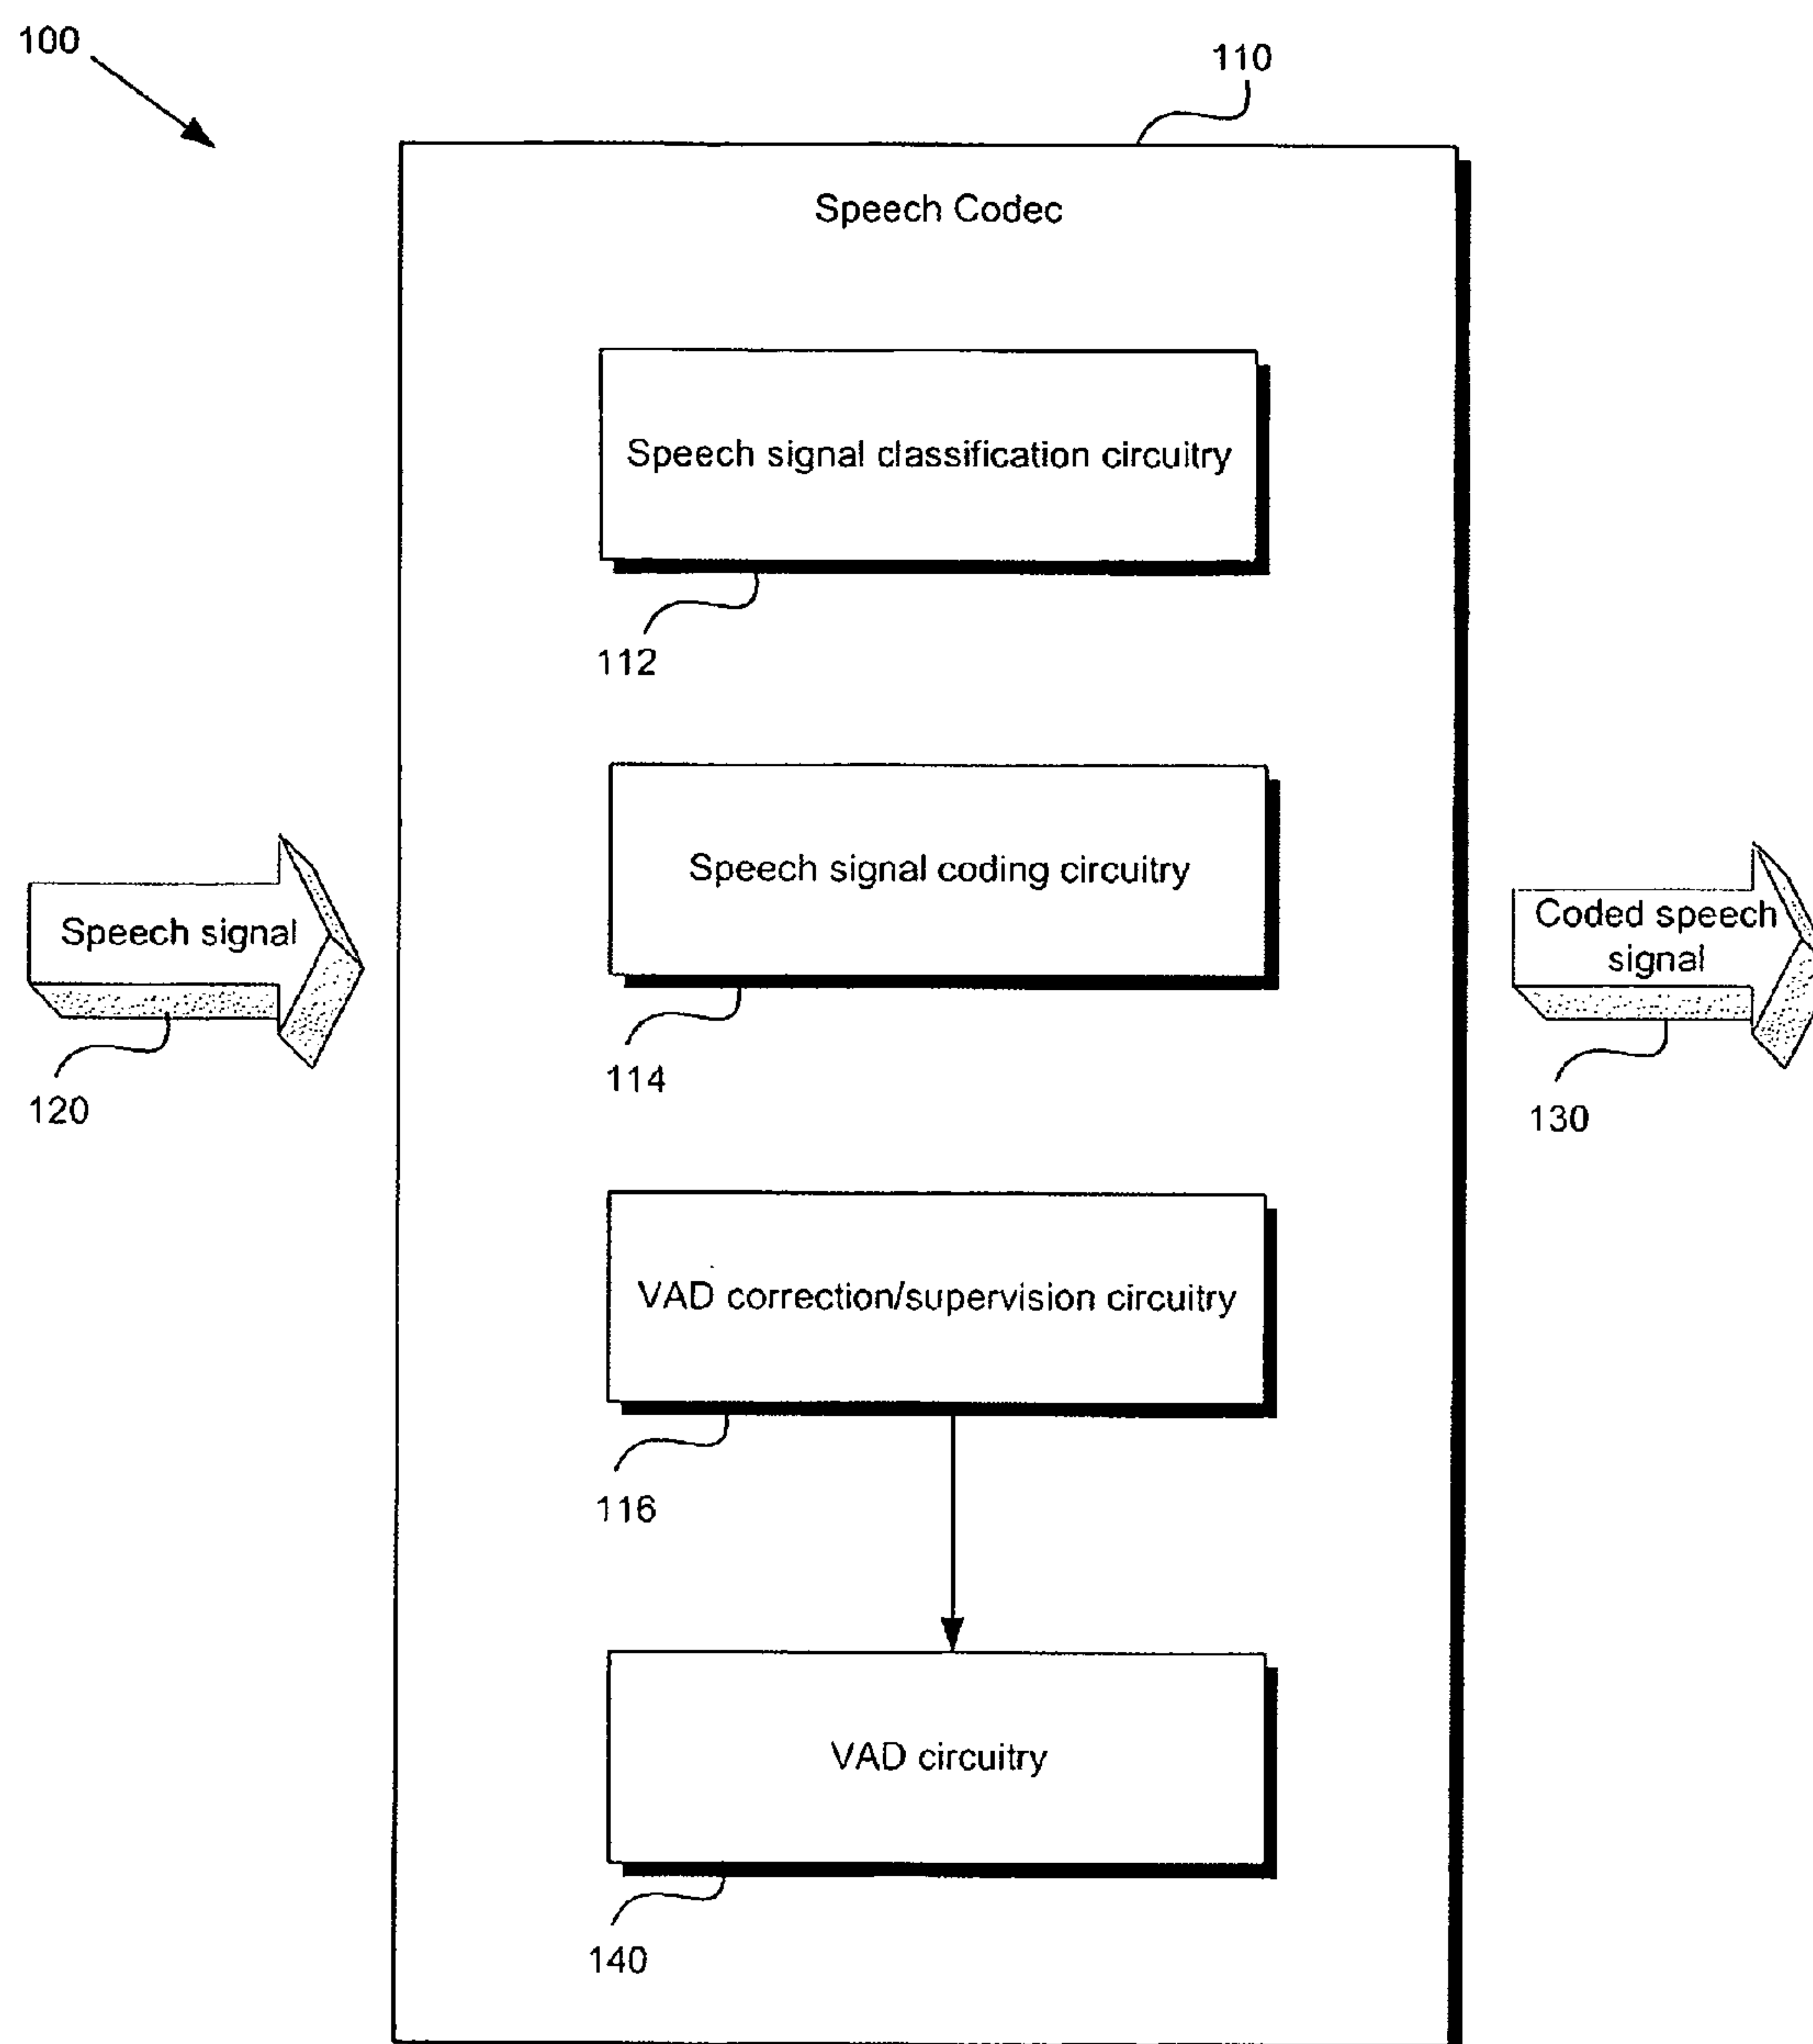 100
110
Speech Codec
Speech signal classification circuitry
112
Speech signal coding circuitry
114
Speech signal
120
Coded speech
signal
130
VAD correction/supervision circuitry
116
VAD circuitry
140